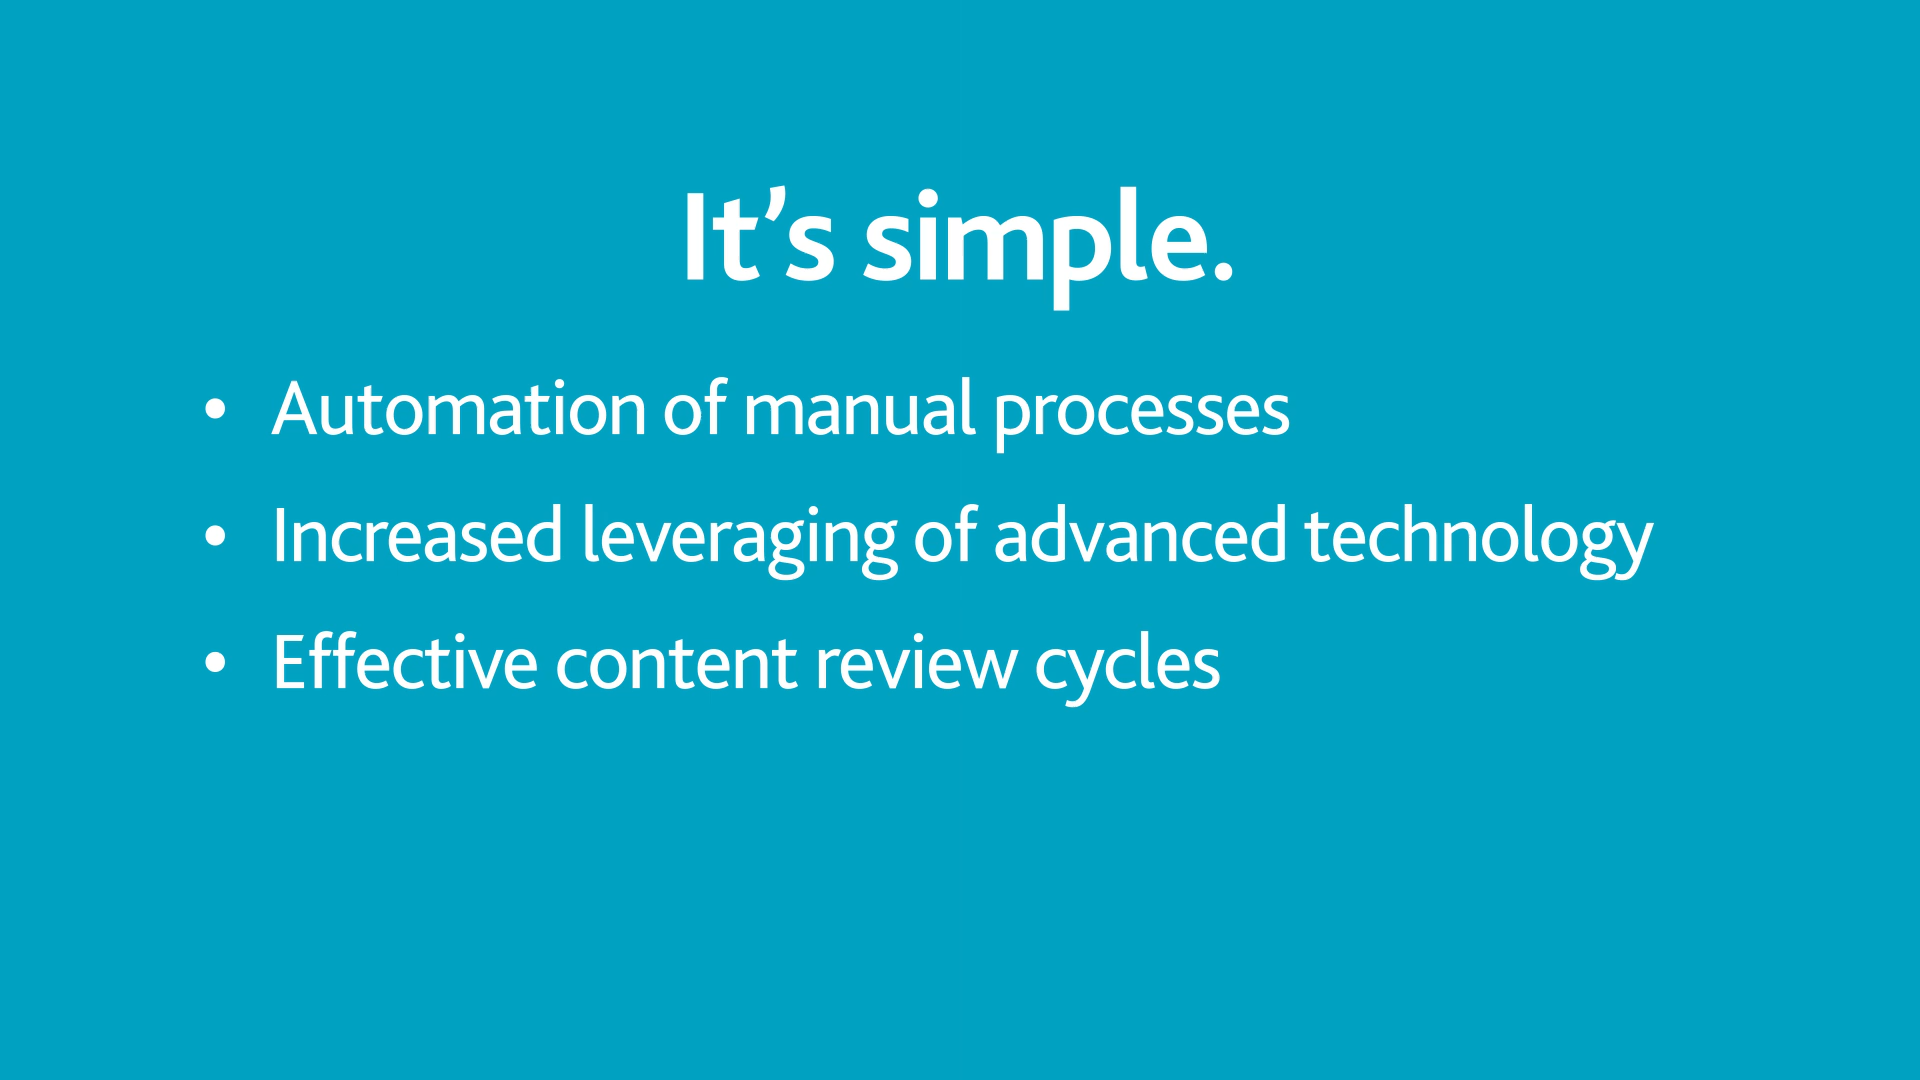 It’s simple.
• Automation of manual processes
• Increased leveraging of advanced technology
• Effective content review cycles